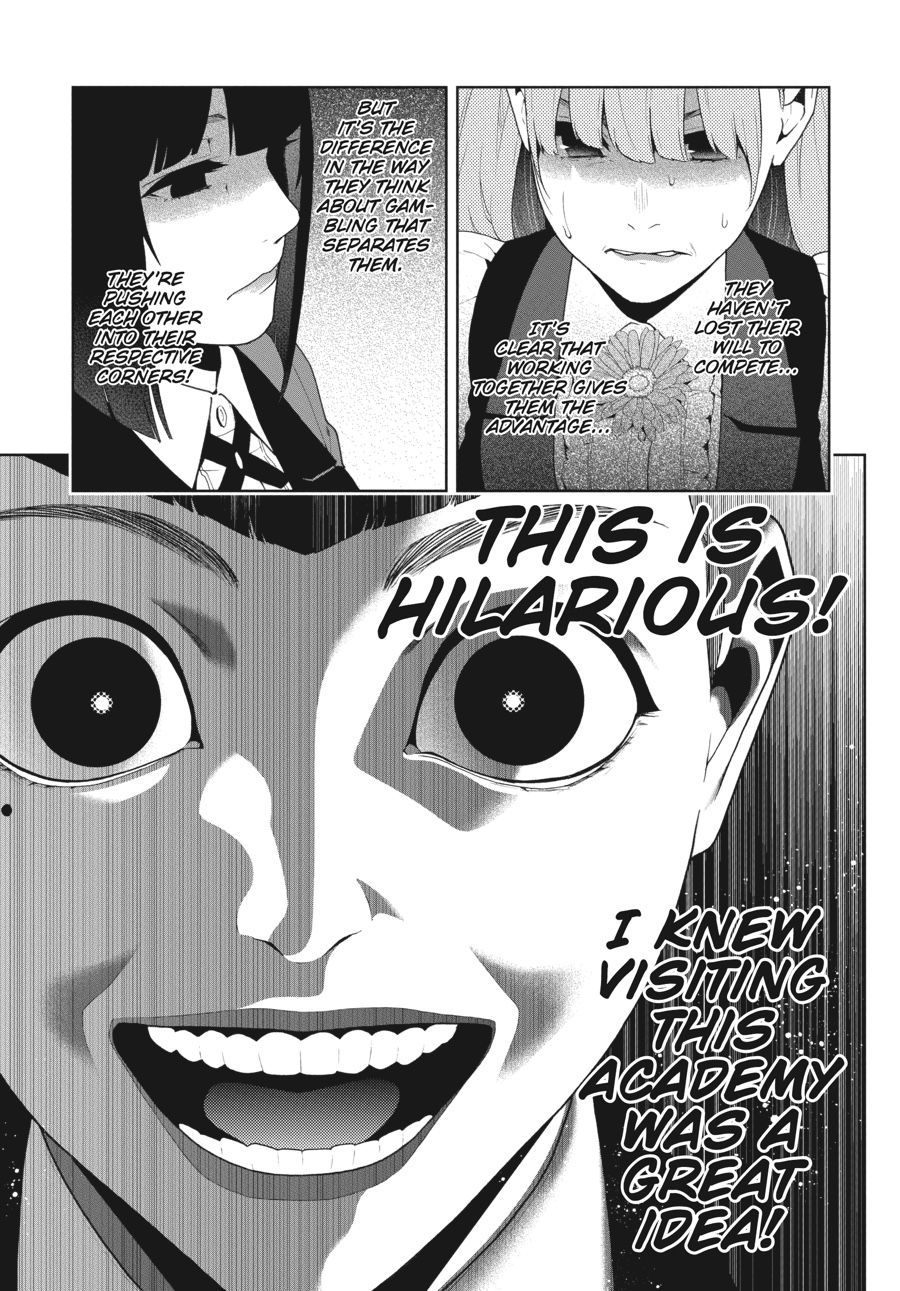 THEY
HAVEN'T
LOST THEIR
WILL TO
COMPETE...
IT'S
CLEAR THAT
WORKING
TOGETHER GIVES
THEM THE
ADVANTAGE...
BUT
IT'S THE
DIFFERENCE
IN THE WAY
THEY THINK
ABOUT GAM-
BLING THAT
SEPARATES
THEM.
THEY'RE
PUSHING
EACH OTHER
INTO THEIR
RESPECTIVE
CORNERS!
THIS IS
HILARIOUS!
I KNEW
VISITING
THIS
ACADEMY
WAS A
GREAT
IDEA!